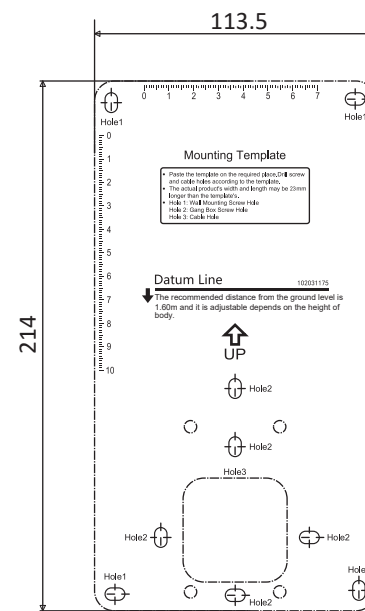 113.5
0 1 2 3 4 5 6 7
Hole1
Hole1
0
1
2
3
4
5
6
7
8
9
10
Mounting Template
• Paste the template on the required place,Drill screw
and cable holes according to the template,
• The actual product's width and length may be 23mm
longer than the template's.
• Hole 1: Wall Mounting Screw Hole
Hole 2: Gang Box Screw Hole
Hole 3: Cable Hole
Datum Line
102031175
The recommended distance from the ground level is
1.60m and it is adjustable depends on the height of
body.
214
UP
Hole2
Hole2
Hole3
Hole2
Hole2
Hole1
Hole2
Hole